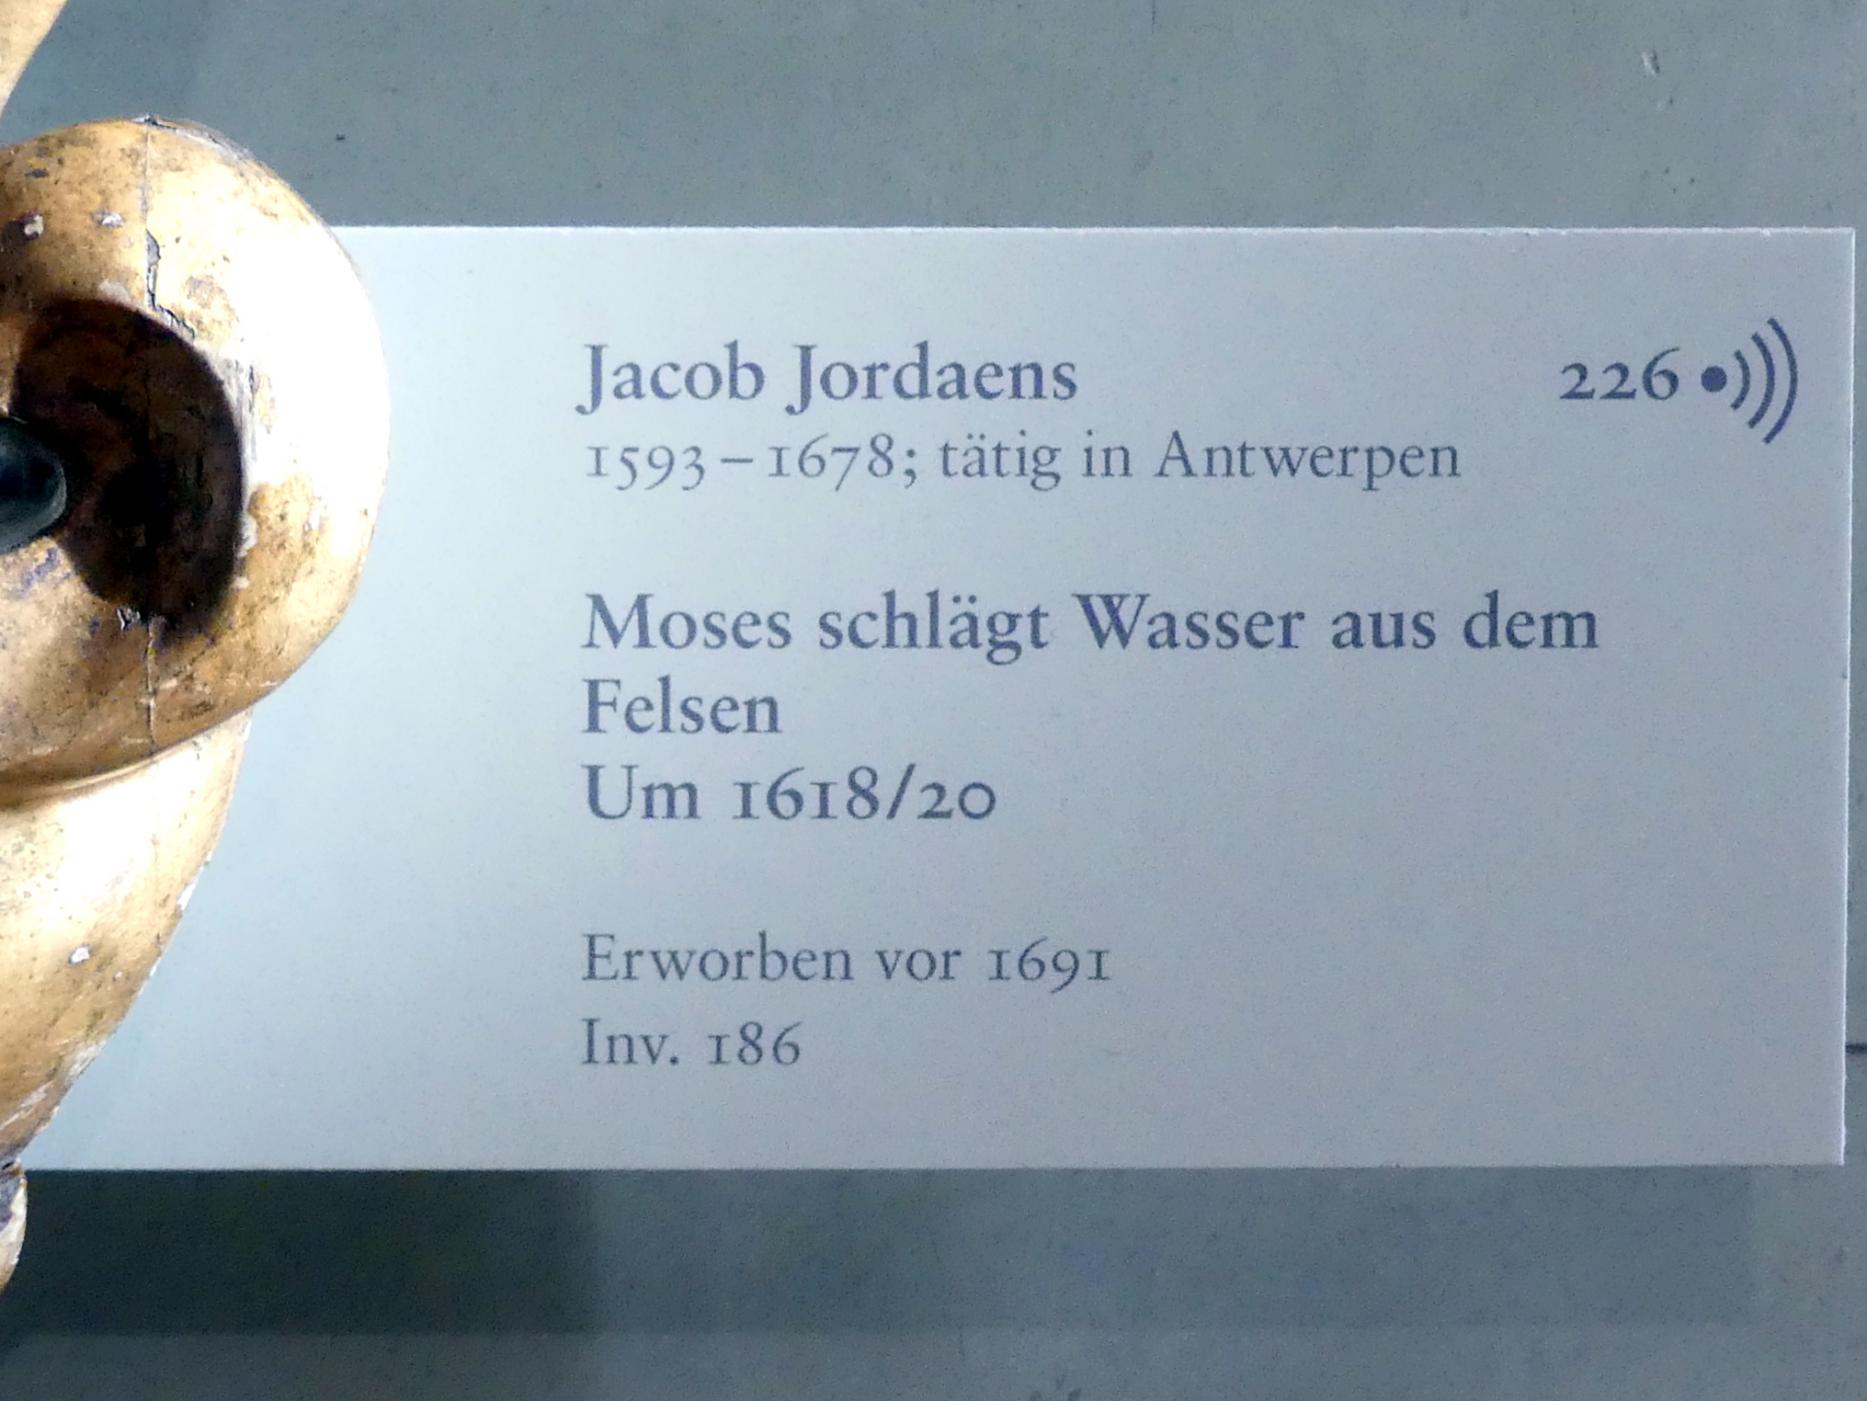 Jacob Jordaens 226
1593–1678; tätig in Antwerpen
Moses schlägt Wasser aus dem
Felsen
Um 1618/20
Erworben vor 1691
Inv. 186